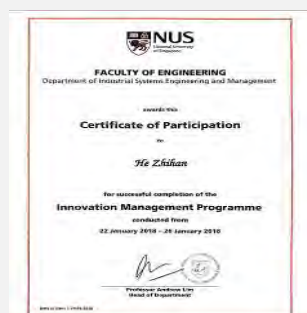 NUS
National University
of Singapore
FACULTY OF ENGINEERING
Department of Industrial Systems Engineering and Management
awards this
Certificate of Participation
to
He Zhihan
for successful completion of the
Innovation Management Programme
conducted from
22 January 2018 – 26 January 2018
Professor Andrew Lim
Head of Department